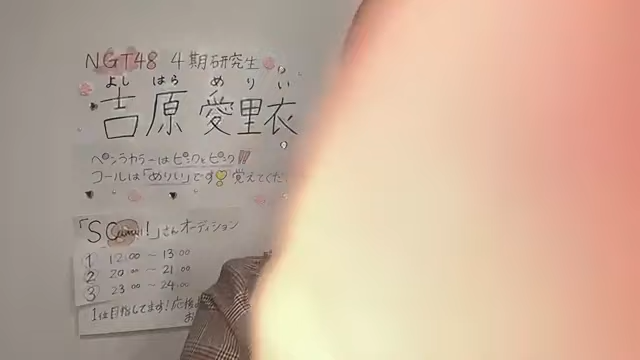 NGT48 4期研究生
よし はら め り い
吉原 愛里衣
ペンラカラーはピンク×ピンク!!!
コールは「めりい」です 覚えてくだ
さんオーディション
① 12:00 ~ 13:00
② 20:00 ~ 21:00
③ 23:00 ~ 24:00
1位目指してます!応援